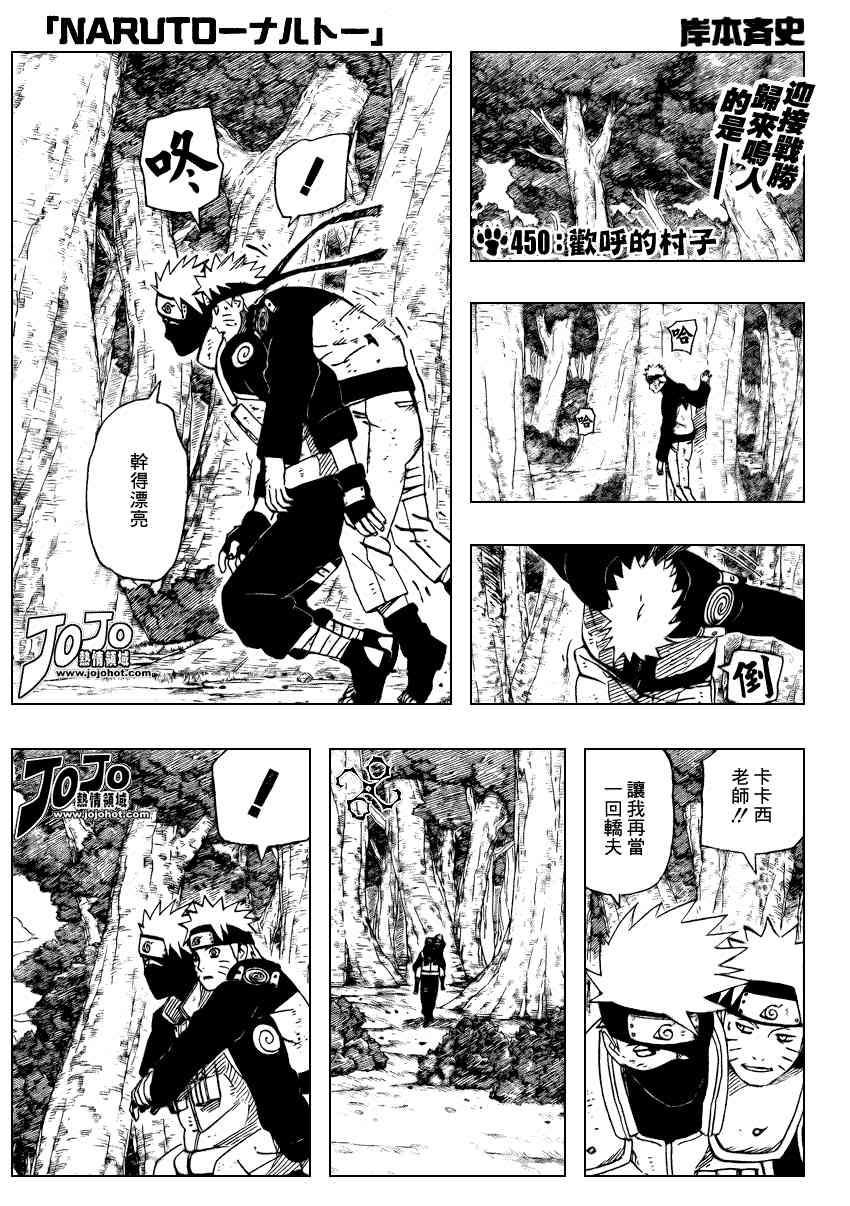 「NARUTOーナルトー」
岸本斉史
迎接戰勝
歸來鳴人
的是——
450：歡呼的村子
哈
哈
倒
！
咚、
幹得漂亮
JOJO
熱情領域
www.jojohot.com
卡卡西
老師!!
讓我再當
一回轎夫
！
JOJO
熱情領域
www.jojohot.com